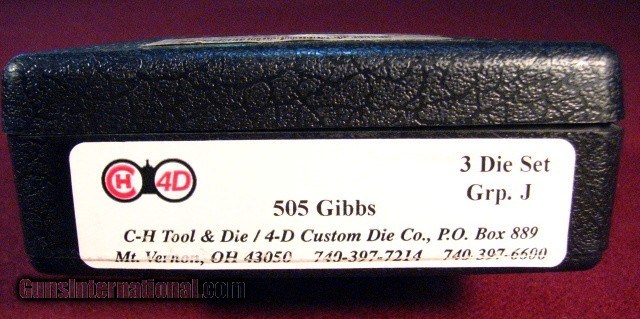 CH 4D
3 Die Set
Grp. J
505 Gibbs
C-H Tool & Die / 4-D Custom Die Co., P.O. Box 889
Mt. Vernon, OH 43050 740-397-7214 740-397-6600
GunsInternational.com